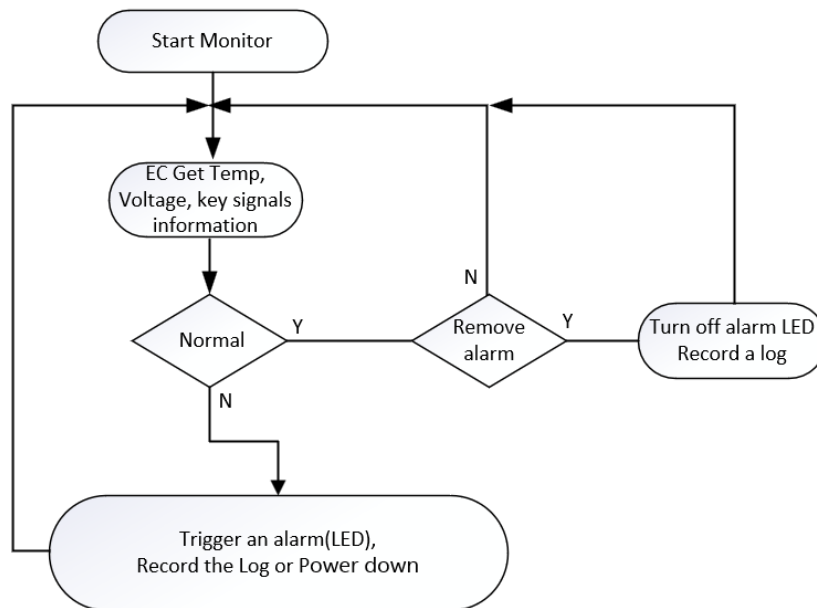 Start Monitor
EC Get Temp,
Voltage, key signals
information
Normal
Y
N
Remove
alarm
N
Y
Turn off alarm LED
Record a log
Trigger an alarm(LED),
Record the Log or Power down